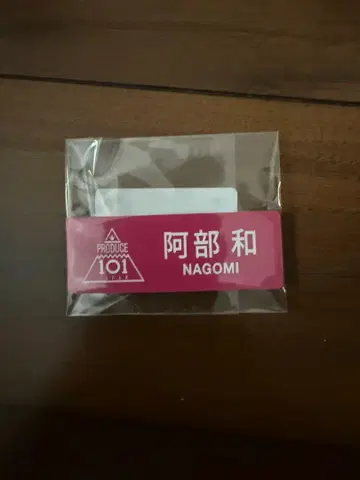 PRODUCE
101
JAPAN
阿部 和
NAGOMI